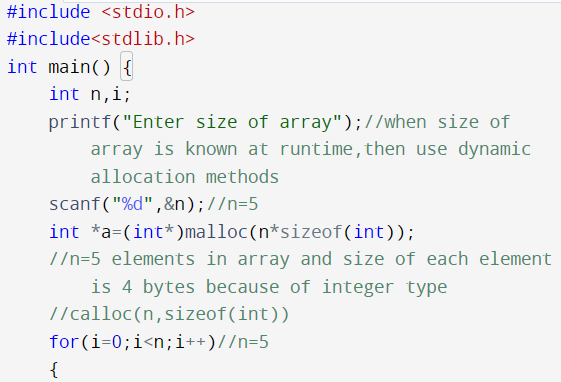 #include <stdio.h>
#include<stdlib.h>
int main() {
int n,i;
printf("Enter size of array");//when size of
array is known at runtime,then use dynamic
allocation methods
scanf("%d",&n);//n=5
int *a=(int*)malloc(n*sizeof(int));
//n=5 elements in array and size of each element
is 4 bytes because of integer type
//calloc(n,sizeof(int))
for(i=0;i<n;i++)//n=5
{